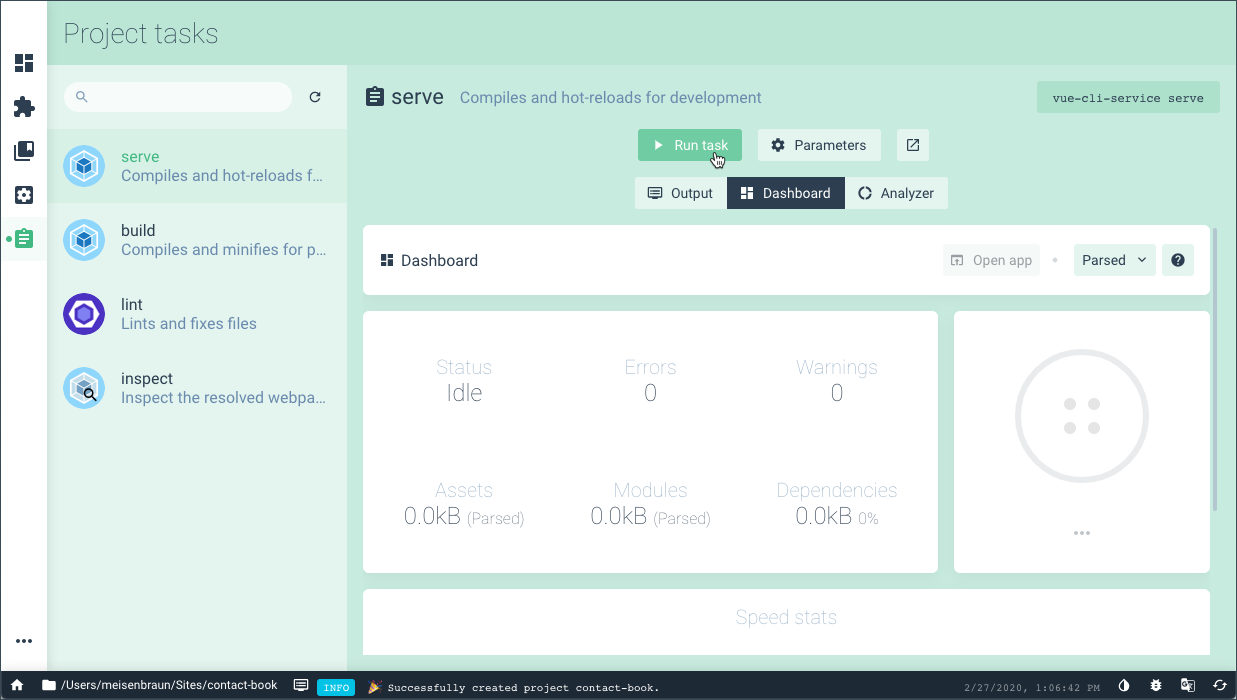 Project tasks
serve
Compiles and hot-reloads f...
build
Compiles and minifies for p...
lint
Lints and fixes files
inspect
Inspect the resolved webpa...
serve Compiles and hot-reloads for development vue-cli-service serve
Run task Parameters
Output Dashboard Analyzer
Dashboard Open app • Parsed ?
Status Errors Warnings
Idle 0 0
Assets Modules Dependencies
0.0kB (Parsed) 0.0kB (Parsed) 0.0kB 0%
Speed stats
/Users/meisenbraun/Sites/contact-book INFO 🎉 Successfully created project contact-book. 2/27/2020, 1:06:42 PM